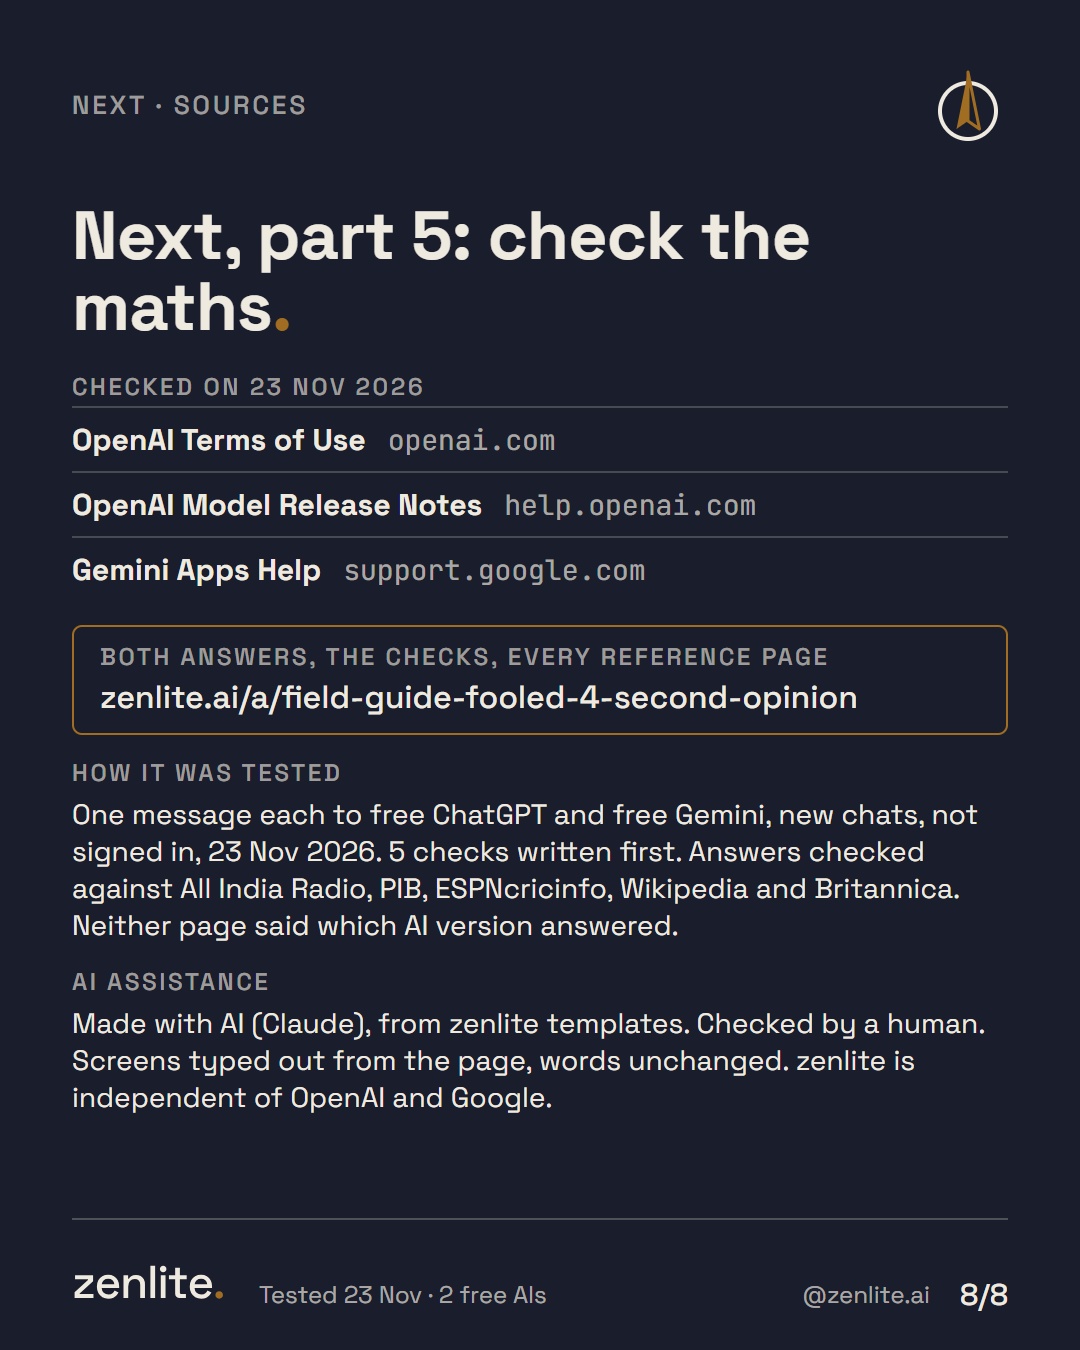 NEXT · SOURCES
Next, part 5: check the
maths.
CHECKED ON 23 NOV 2026
OpenAI Terms of Use openai.com
OpenAI Model Release Notes help.openai.com
Gemini Apps Help support.google.com
BOTH ANSWERS, THE CHECKS, EVERY REFERENCE PAGE
zenlite.ai/a/field-guide-fooled-4-second-opinion
HOW IT WAS TESTED
One message each to free ChatGPT and free Gemini, new chats, not
signed in, 23 Nov 2026. 5 checks written first. Answers checked
against All India Radio, PIB, ESPNcricinfo, Wikipedia and Britannica.
Neither page said which AI version answered.
AI ASSISTANCE
Made with AI (Claude), from zenlite templates. Checked by a human.
Screens typed out from the page, words unchanged. zenlite is
independent of OpenAI and Google.
zenlite. Tested 23 Nov · 2 free AIs @zenlite.ai 8/8